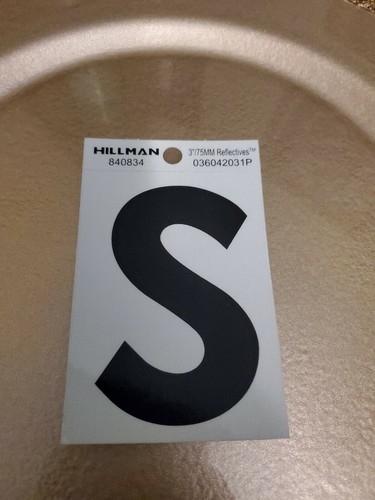 HILLMAN 3"/75MM Reflectives™
840834 036042031P
S